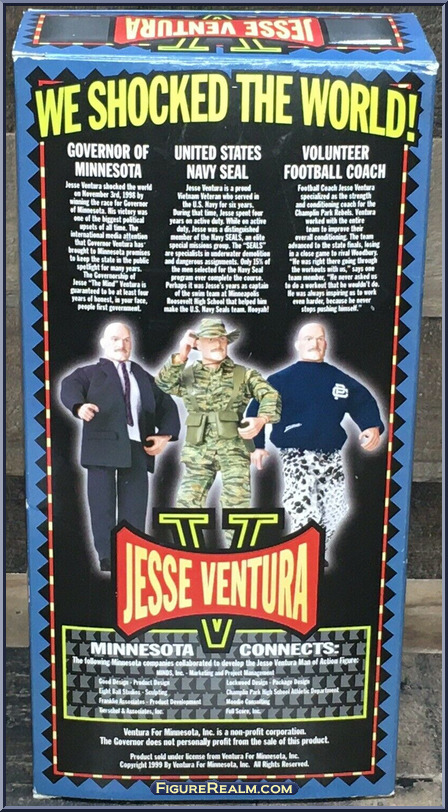 JESSE VENTURA
WE SHOCKED THE WORLD!
GOVERNOR OF
MINNESOTA
Jesse Ventura shocked the world
on November 3rd, 1998 by
winning the race for Governor
of Minnesota. His victory was
one of the biggest political
upsets of all time. The
international media attention
that Governor Ventura has
brought to Minnesota promises
to keep the state in the public
spotlight for many years.
The Governorship of
Jesse "The Mind" Ventura is
guaranteed to be at least four
years of honest, in your face,
people first government.
UNITED STATES
NAVY SEAL
Jesse Ventura is a proud
Vietnam Veteran who served in
the U.S. Navy for six years.
During that time, Jesse spent four
years on active duty. While on active
duty, Jesse was a distinguished
member of the Navy SEALS, an elite
special missions group. The "SEALS"
are specialists in underwater demolition
and dangerous assignments. Only 15% of
the men selected for the Navy Seal
program ever complete the course.
Perhaps it was Jesse's years as captain
of the swim team at Minneapolis
Roosevelt High School that helped him
make the U.S. Navy Seals team. Hooyah!
VOLUNTEER
FOOTBALL COACH
Football Coach Jesse Ventura
specialized as the strength
and conditioning coach for the
Champlin Park Rebels. Ventura
worked with the entire
team to improve their
overall conditioning. The team
advanced to the state finals, losing
in a close game to rival Woodbury.
"He was right there going through
the workouts with us," says one
team member, "He never asked us
to do a workout that he wouldn't do.
He was always inspiring us to work
even harder, because he never
stops pushing himself."
JESSE VENTURA
MINNESOTA CONNECTS:
The following Minnesota companies collaborated to develop the Jesse Ventura Man of Action Figure:
MINDS, Inc. - Marketing and Project Management
Good Design - Product Design
Lockwood Design - Package Design
Eight Ball Studios - Sculpting
Champlin Park High School Athletic Department
Franklin Associates - Product Development
Mondin Consulting
Herschel & Associates, Inc.
Full Score, Inc.
Ventura For Minnesota, Inc. is a non-profit corporation.
The Governor does not personally profit from the sale of this product.
Product sold under license from Ventura For Minnesota, Inc.
Copyright 1999 By Ventura For Minnesota, Inc. All Rights Reserved.
FIGUREREALM.COM